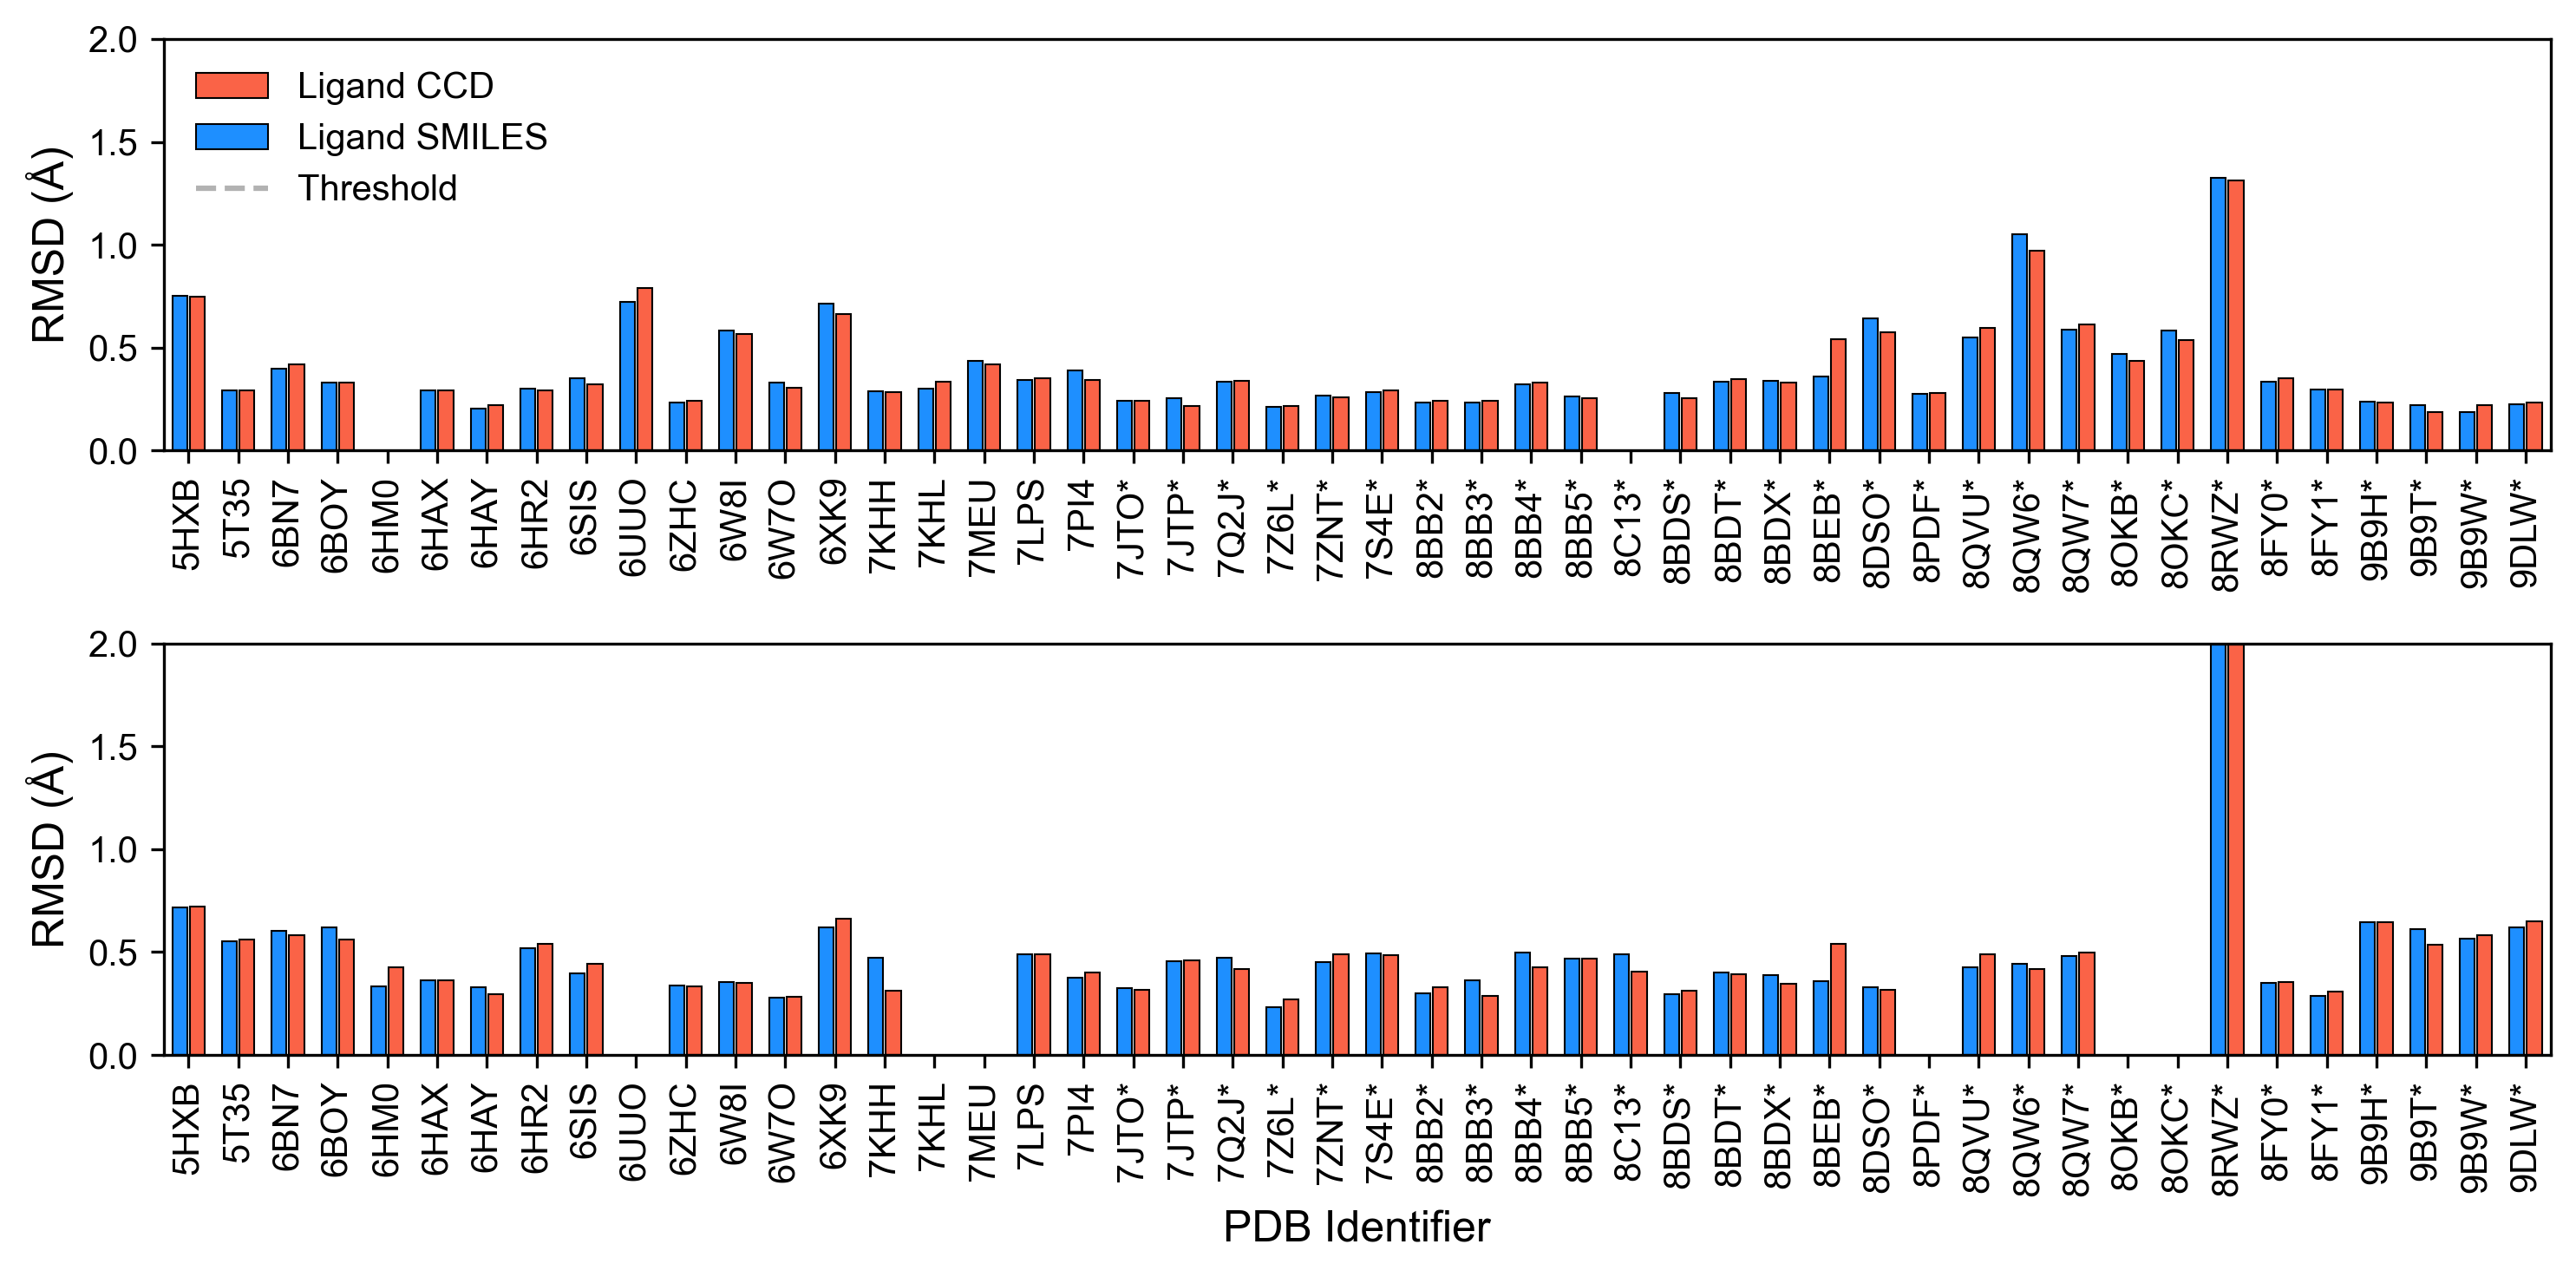 2.0
1.5
1.0
0.5
0.0
RMSD (Å)
Ligand CCD
Ligand SMILES
Threshold
5HXB 5T35 6BN7 6BOY 6HM0 6HAX 6HAY 6HR2 6SIS 6UUO 6ZHC 6W8I 6W7O 6XK9 7KHH 7KHL 7MEU 7LPS 7PI4 7JTO* 7JTP* 7Q2J* 7Z6L* 7ZNT* 7S4E* 8BB2* 8BB3* 8BB4* 8BB5* 8C13* 8BDS* 8BDT* 8BDX* 8BEB* 8DSO* 8PDF* 8QVU* 8QW6* 8QW7* 8OKB* 8OKC* 8RWZ* 8FY0* 8FY1* 9B9H* 9B9T* 9B9W* 9DLW*
2.0
1.5
1.0
0.5
0.0
RMSD (Å)
5HXB 5T35 6BN7 6BOY 6HM0 6HAX 6HAY 6HR2 6SIS 6UUO 6ZHC 6W8I 6W7O 6XK9 7KHH 7KHL 7MEU 7LPS 7PI4 7JTO* 7JTP* 7Q2J* 7Z6L* 7ZNT* 7S4E* 8BB2* 8BB3* 8BB4* 8BB5* 8C13* 8BDS* 8BDT* 8BDX* 8BEB* 8DSO* 8PDF* 8QVU* 8QW6* 8QW7* 8OKB* 8OKC* 8RWZ* 8FY0* 8FY1* 9B9H* 9B9T* 9B9W* 9DLW*
PDB Identifier